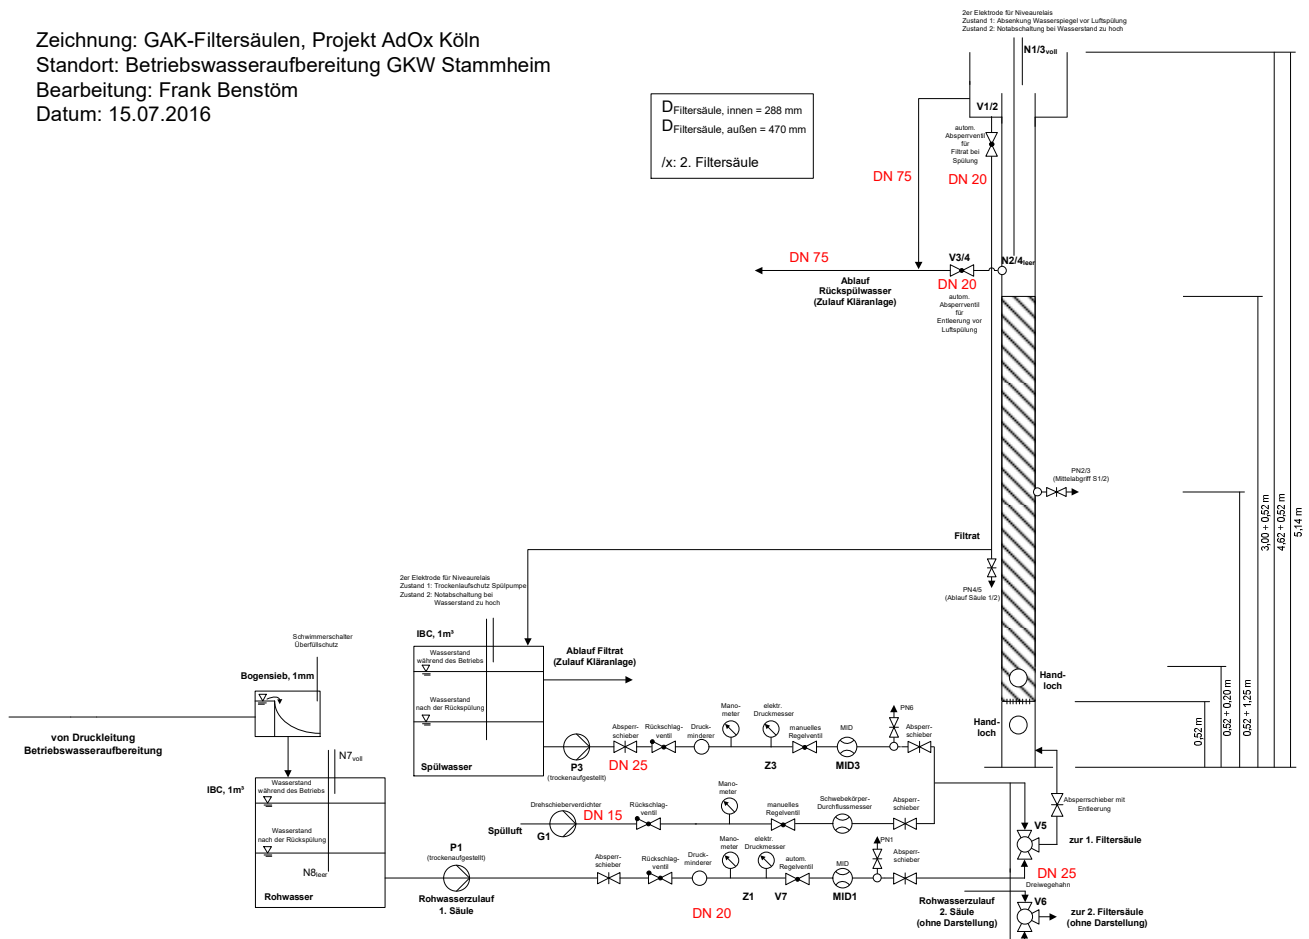 Zeichnung: GAK-Filtersäulen, Projekt AdOx Köln
Standort: Betriebswasseraufbereitung GKW Stammheim
Bearbeitung: Frank Benstöm
Datum: 15.07.2016
2er Elektrode für Niveaurelais
Zustand 1: Absenkung Wasserspiegel vor Luftspülung
Zustand 2: Notabschaltung bei Wasserstand zu hoch
N1/3voll
DFiltersäule, innen = 288 mm
DFiltersäule, außen = 470 mm
/x: 2. Filtersäule
V1/2
autom.
Absperrventil
für
Filtrat bei
Spülung
DN 75
DN 20
DN 75
V3/4
N2/4leer
DN 20
Ablauf
Rückspülwasser
(Zulauf Kläranlage)
autom.
Absperrventil
für
Entleerung vor
Luftspülung
PN2/3
(Mittelabgriff S1/2)
3,00 + 0,52 m
4,62 + 0,52 m
5,14 m
Filtrat
PN4/5
(Ablauf Säule 1/2)
2er Elektrode für Niveaurelais
Zustand 1: Trockenlaufschutz Spülpumpe
Zustand 2: Notabschaltung bei
Wasserstand zu hoch
IBC, 1m³
Wasserstand
während des Betriebs
Wasserstand
nach der Rückspülung
Spülwasser
Ablauf Filtrat
(Zulauf Kläranlage)
Schwimmerschalter
Überfüllschutz
Bogensieb, 1mm
von Druckleitung
Betriebswasseraufbereitung
N7voll
IBC, 1m³
Wasserstand
während des Betriebs
Wasserstand
nach der Rückspülung
N8leer
Rohwasser
Hand-
loch
Hand-
loch
0,52 m
0,52 + 0,20 m
0,52 + 1,25 m
P3
(trockenaufgestellt)
Absperr-
schieber
DN 25
Rückschlag-
ventil
Druck-
minderer
Mano-
meter
elektr.
Druckmesser
Z3
manuelles
Regelventil
MID
MID3
PN6
Absperr-
schieber
Spülluft
Drehschieberverdichter
G1
DN 15
Rückschlag-
ventil
Mano-
meter
manuelles
Regelventil
Schwebekörper-
Durchflussmesser
Absperr-
schieber
Absperrschieber mit
Entleerung
P1
(trockenaufgestellt)
Rohwasserzulauf
1. Säule
Absperr-
schieber
Rückschlag-
ventil
Druck-
minderer
Mano-
meter
elektr.
Druckmesser
Z1
autom.
Regelventil
V7
MID
MID1
PN1
Absperr-
schieber
DN 20
V5
zur 1. Filtersäule
DN 25
Dreiwegehahn
Rohwasserzulauf
2. Säule
(ohne Darstellung)
V6
zur 2. Filtersäule
(ohne Darstellung)